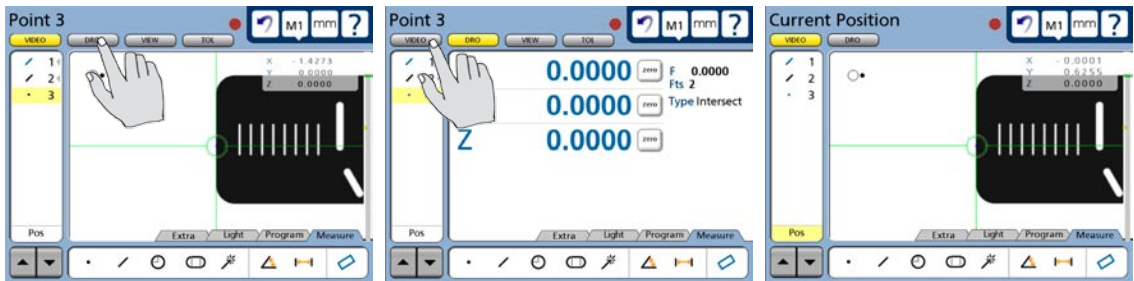 Point 3
M1
mm
?
VIDEO
DRO
VIEW
TOL
1
2
3
X - 1.4273
Y 0.0000
Z 0.0000
Pos
Extra
Light
Program
Measure
Point 3
M1
mm
?
VIDEO
DRO
VIEW
TOL
0.0000 zero
0.0000 zero
Z 0.0000 zero
F 0.0000
Fts 2
Type Intersect
Pos
Extra
Light
Program
Measure
Current Position
M1
mm
?
VIDEO
DRO
1
2
3
X - 0.0001
Y 0.6255
Z 0.0000
Pos
Extra
Light
Program
Measure